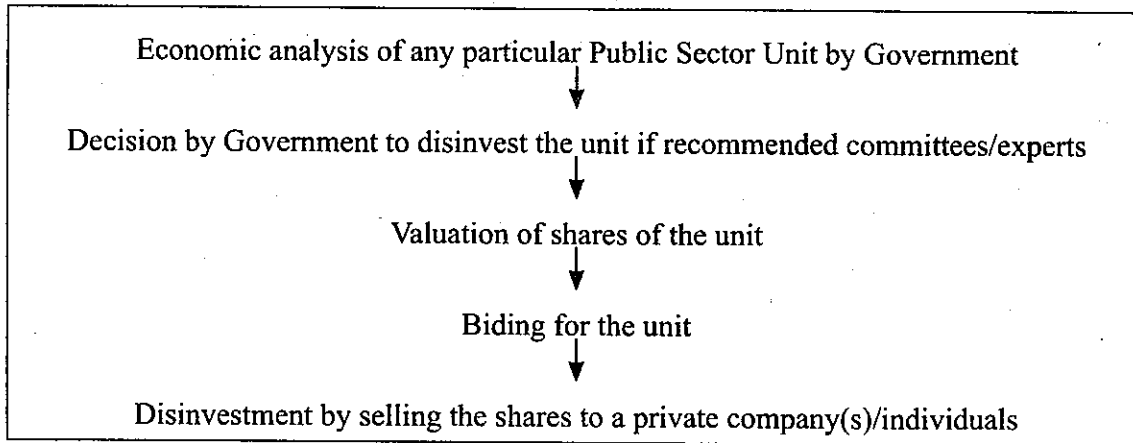 Economic analysis of any particular Public Sector Unit by Government
Decision by Government to disinvest the unit if recommended committees/experts
Valuation of shares of the unit
Biding for the unit
Disinvestment by selling the shares to a private company(s)/individuals